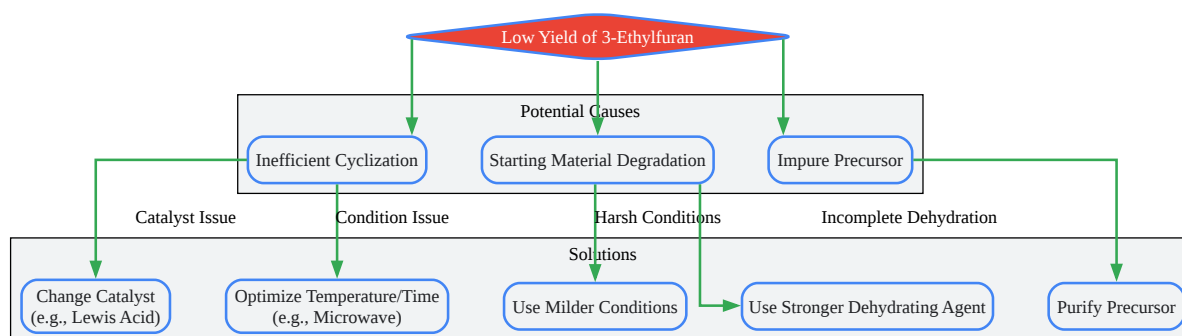 Low Yield of 3-Ethylfuran
Potential Causes
Inefficient Cyclization
Starting Material Degradation
Impure Precursor
Catalyst Issue
Condition Issue
Harsh Conditions
Incomplete Dehydration
Solutions
Change Catalyst
(e.g., Lewis Acid)
Optimize Temperature/Time
(e.g., Microwave)
Use Milder Conditions
Use Stronger Dehydrating Agent
Purify Precursor